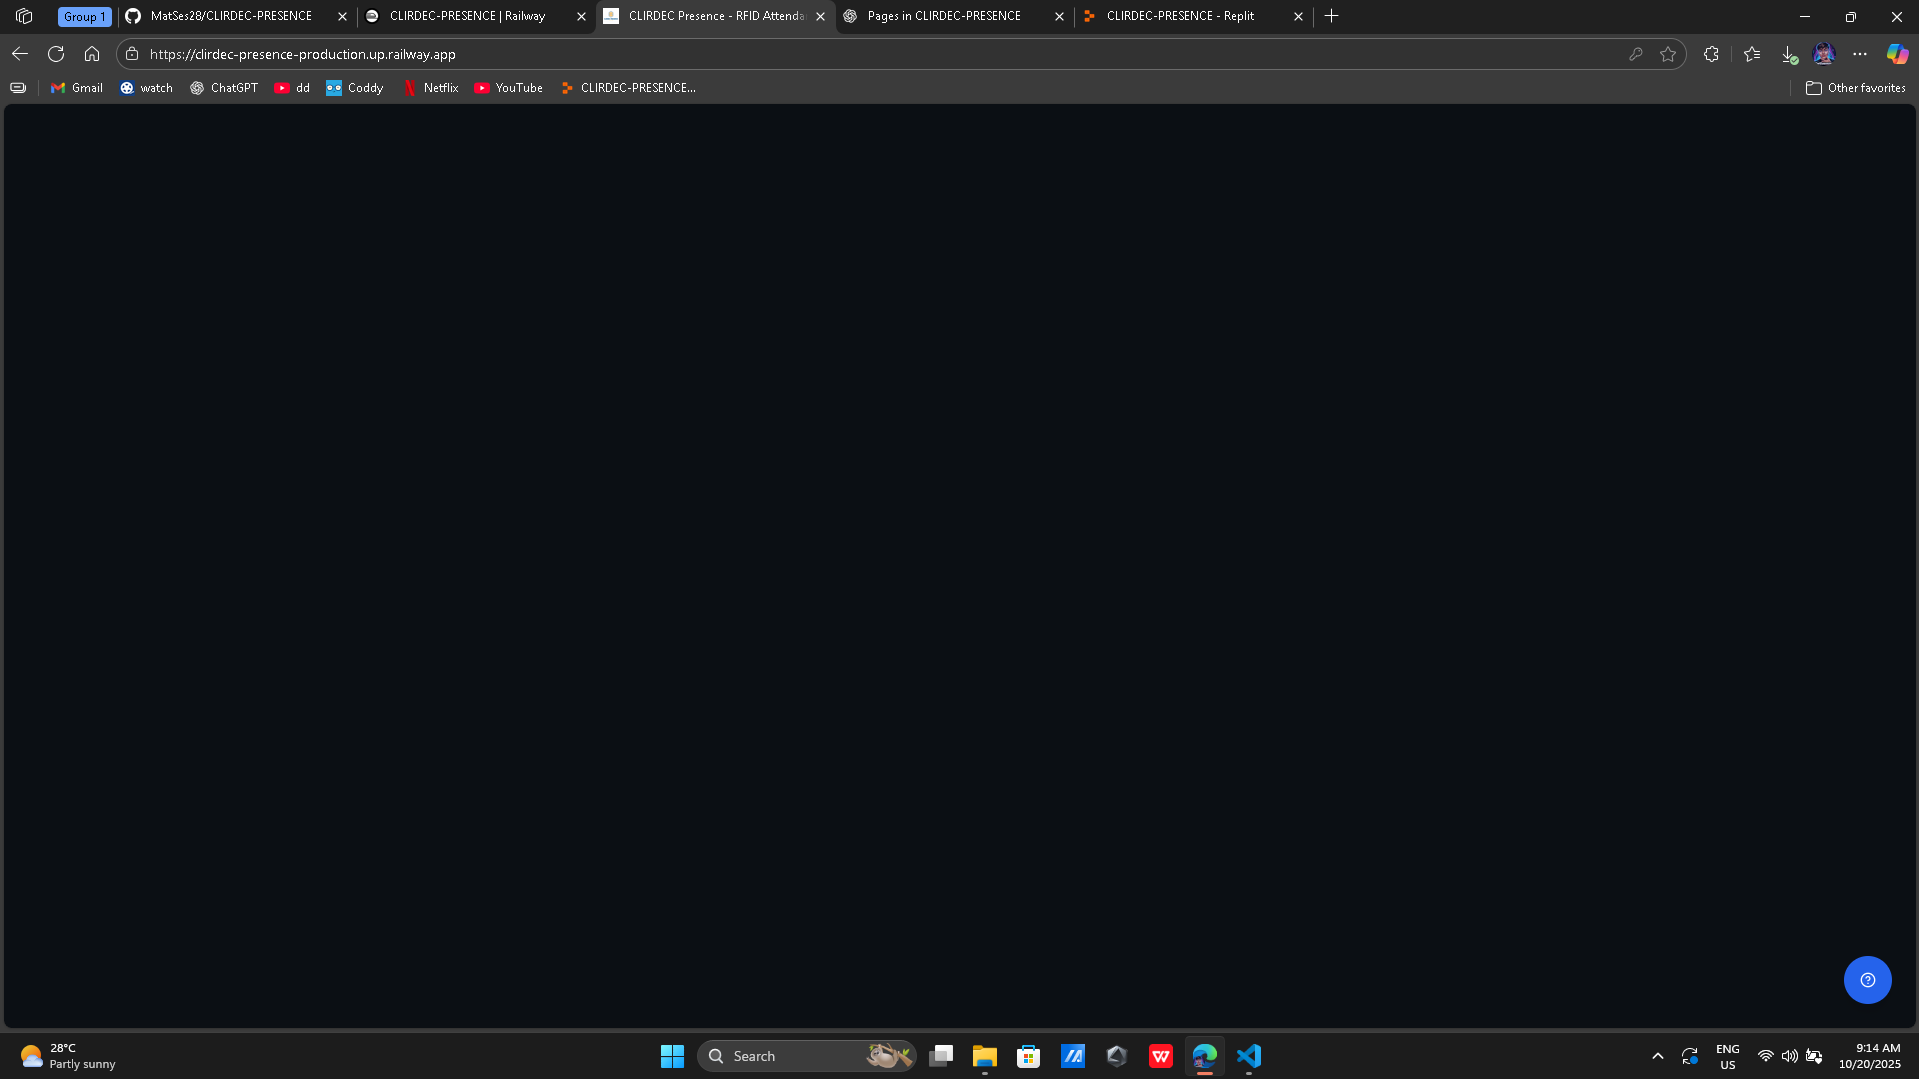 Group 1
MatSes28/CLIRDEC-PRESENCE
CLIRDEC-PRESENCE | Railway
CLIRDEC Presence - RFID Attenda
Pages in CLIRDEC-PRESENCE
CLIRDEC-PRESENCE - Replit
https://clirdec-presence-production.up.railway.app
Gmail
watch
ChatGPT
dd
Coddy
Netflix
YouTube
CLIRDEC-PRESENCE...
Other favorites
28°C
Partly sunny
Search
ENG
US
9:14 AM
10/20/2025